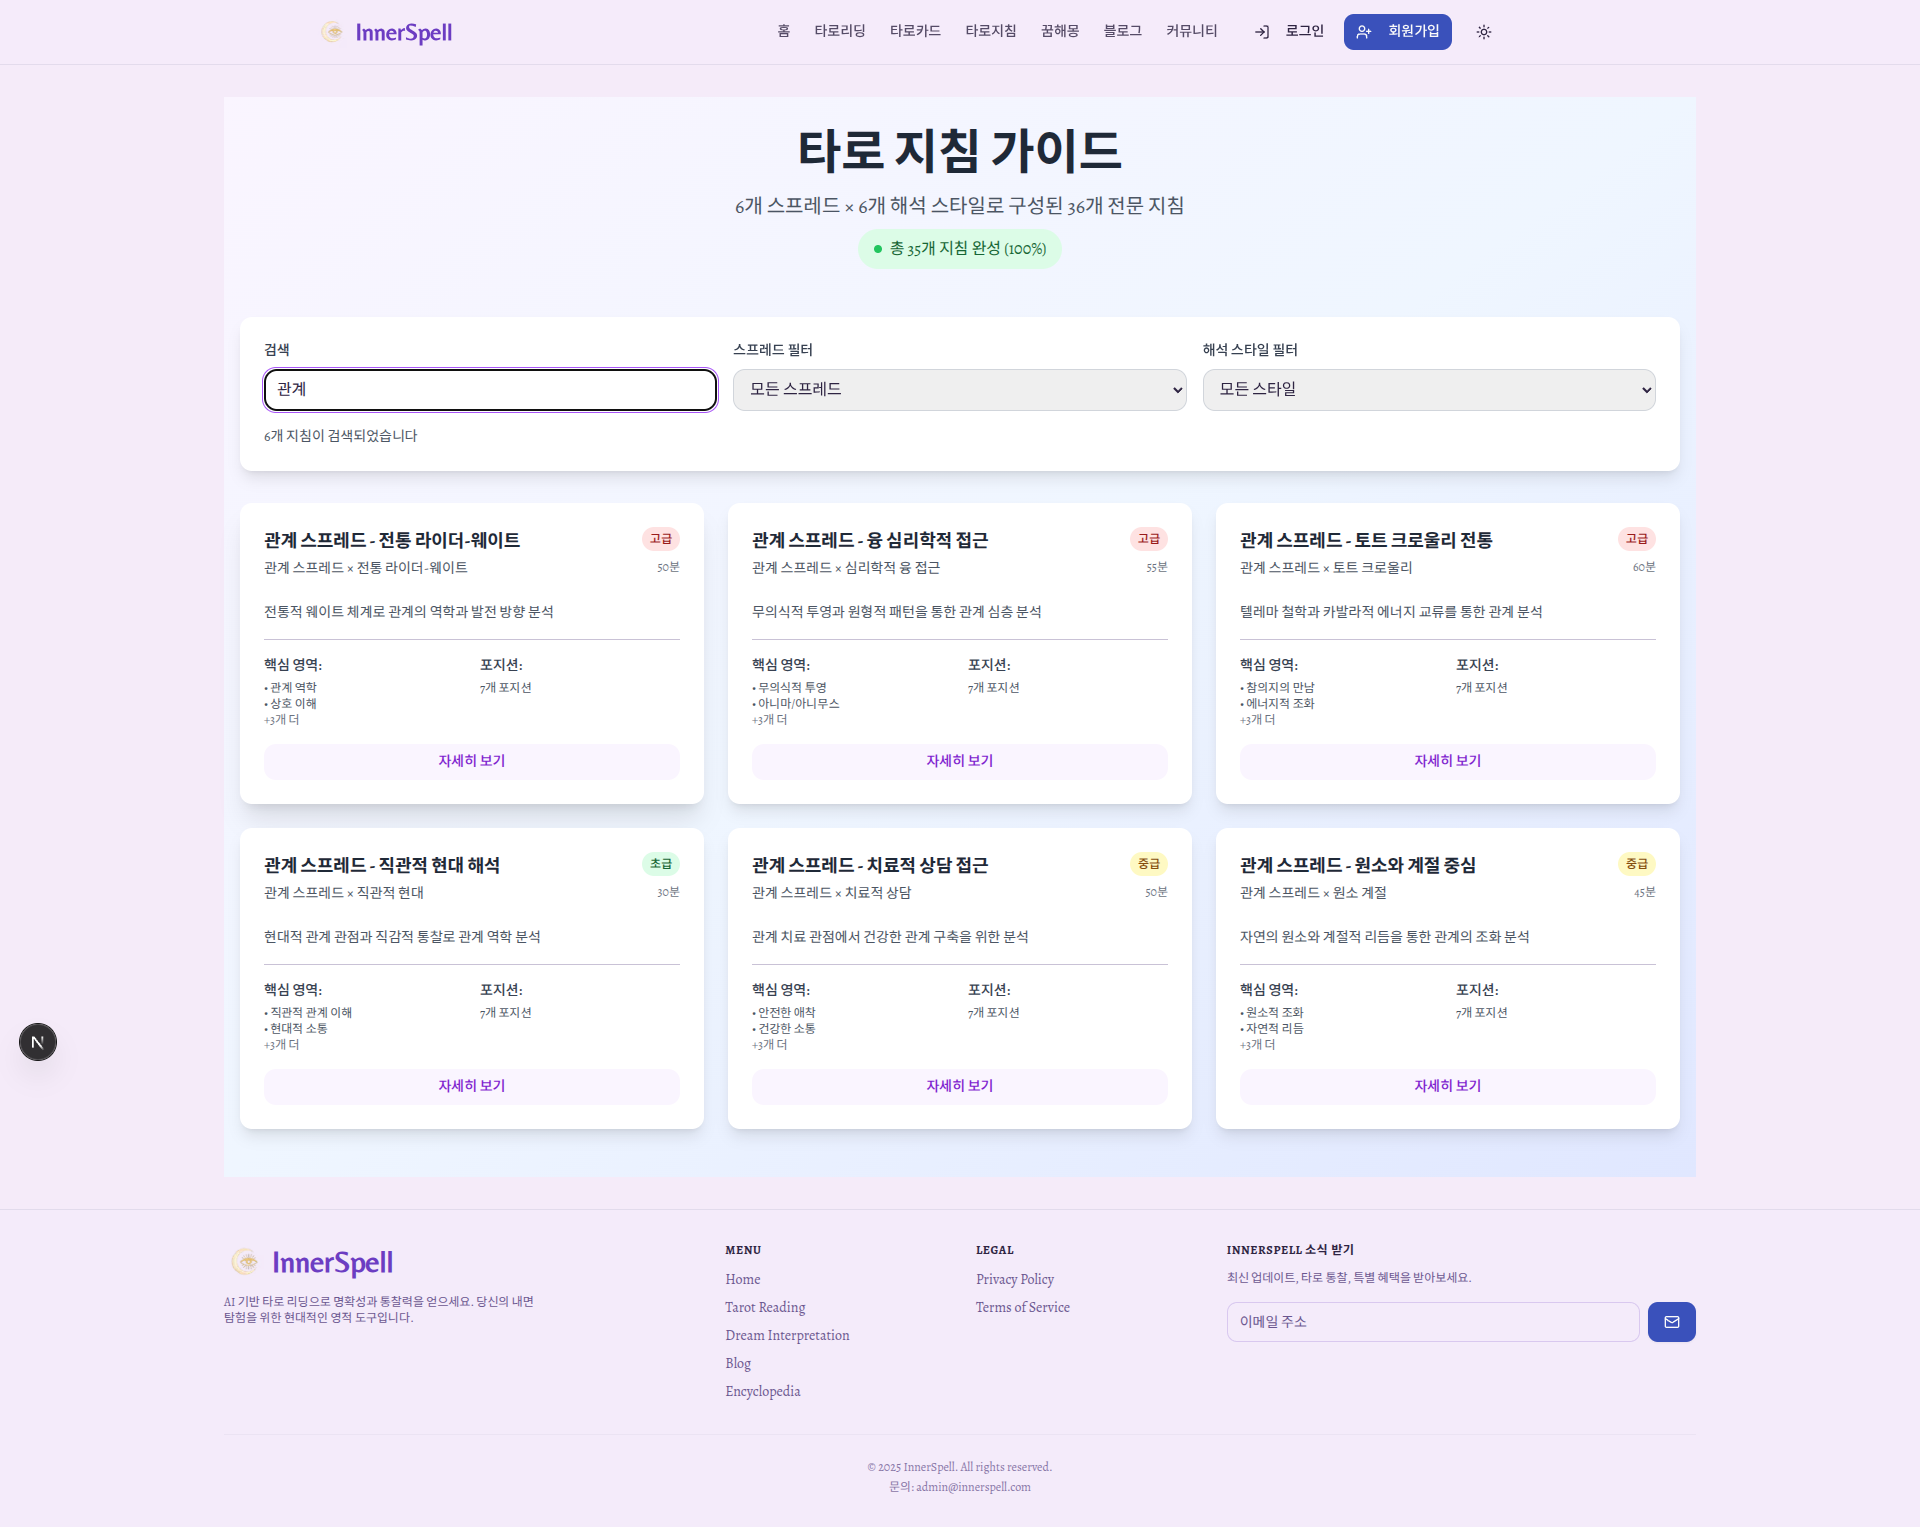 InnerSpell
홈 타로리딩 타로카드 타로지침 꿈해몽 블로그 커뮤니티 로그인 회원가입
타로 지침 가이드
6개 스프레드 × 6개 해석 스타일로 구성된 36개 전문 지침
총 35개 지침 완성 (100%)
검색 스프레드 필터 해석 스타일 필터
관계 모든 스프레드 모든 스타일
6개 지침이 검색되었습니다
관계 스프레드 - 전통 라이더-웨이트 고급
관계 스프레드 × 전통 라이더-웨이트 50분
전통적 웨이트 체계로 관계의 역학과 발전 방향 분석
핵심 영역: 포지션:
• 관계 역학 7개 포지션
• 상호 이해
+3개 더
자세히 보기
관계 스프레드 - 융 심리학적 접근 고급
관계 스프레드 × 심리학적 융 접근 55분
무의식적 투영과 원형적 패턴을 통한 관계 심층 분석
핵심 영역: 포지션:
• 무의식적 투영 7개 포지션
• 아니마/아니무스
+3개 더
자세히 보기
관계 스프레드 - 토트 크로울리 전통 고급
관계 스프레드 × 토트 크로울리 60분
텔레마 철학과 카발라적 에너지 교류를 통한 관계 분석
핵심 영역: 포지션:
• 참의지의 만남 7개 포지션
• 에너지적 조화
+3개 더
자세히 보기
관계 스프레드 - 직관적 현대 해석 초급
관계 스프레드 × 직관적 현대 30분
현대적 관계 관점과 직감적 통찰로 관계 역학 분석
핵심 영역: 포지션:
• 직관적 관계 이해 7개 포지션
• 현대적 소통
+3개 더
자세히 보기
관계 스프레드 - 치료적 상담 접근 중급
관계 스프레드 × 치료적 상담 50분
관계 치료 관점에서 건강한 관계 구축을 위한 분석
핵심 영역: 포지션:
• 안전한 애착 7개 포지션
• 건강한 소통
+3개 더
자세히 보기
관계 스프레드 - 원소와 계절 중심 중급
관계 스프레드 × 원소 계절 45분
자연의 원소와 계절적 리듬을 통한 관계의 조화 분석
핵심 영역: 포지션:
• 원소적 조화 7개 포지션
• 자연적 리듬
+3개 더
자세히 보기
N
InnerSpell
AI 기반 타로 리딩으로 명확성과 통찰력을 얻으세요. 당신의 내면
탐험을 위한 현대적인 영적 도구입니다.
MENU
Home
Tarot Reading
Dream Interpretation
Blog
Encyclopedia
LEGAL
Privacy Policy
Terms of Service
INNERSPELL 소식 받기
최신 업데이트, 타로 통찰, 특별 혜택을 받아보세요.
이메일 주소
© 2025 InnerSpell. All rights reserved.
문의: admin@innerspell.com